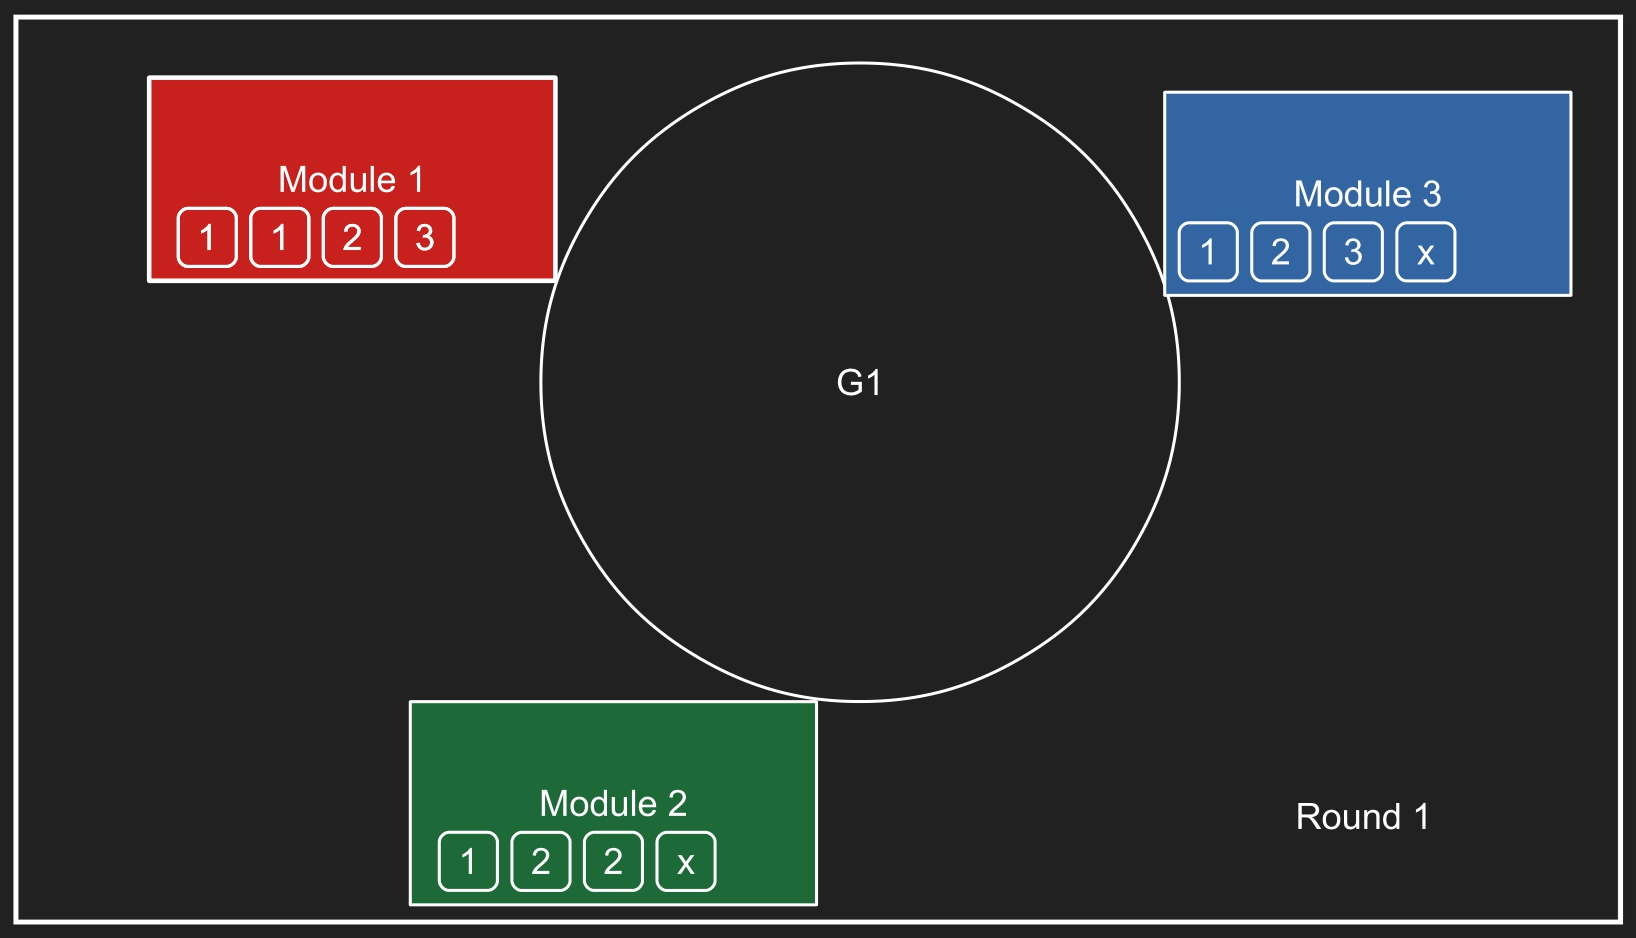 Module 1
1 1 2 3
Module 3
1 2 3 x
G1
Module 2
1 2 2 x
Round 1